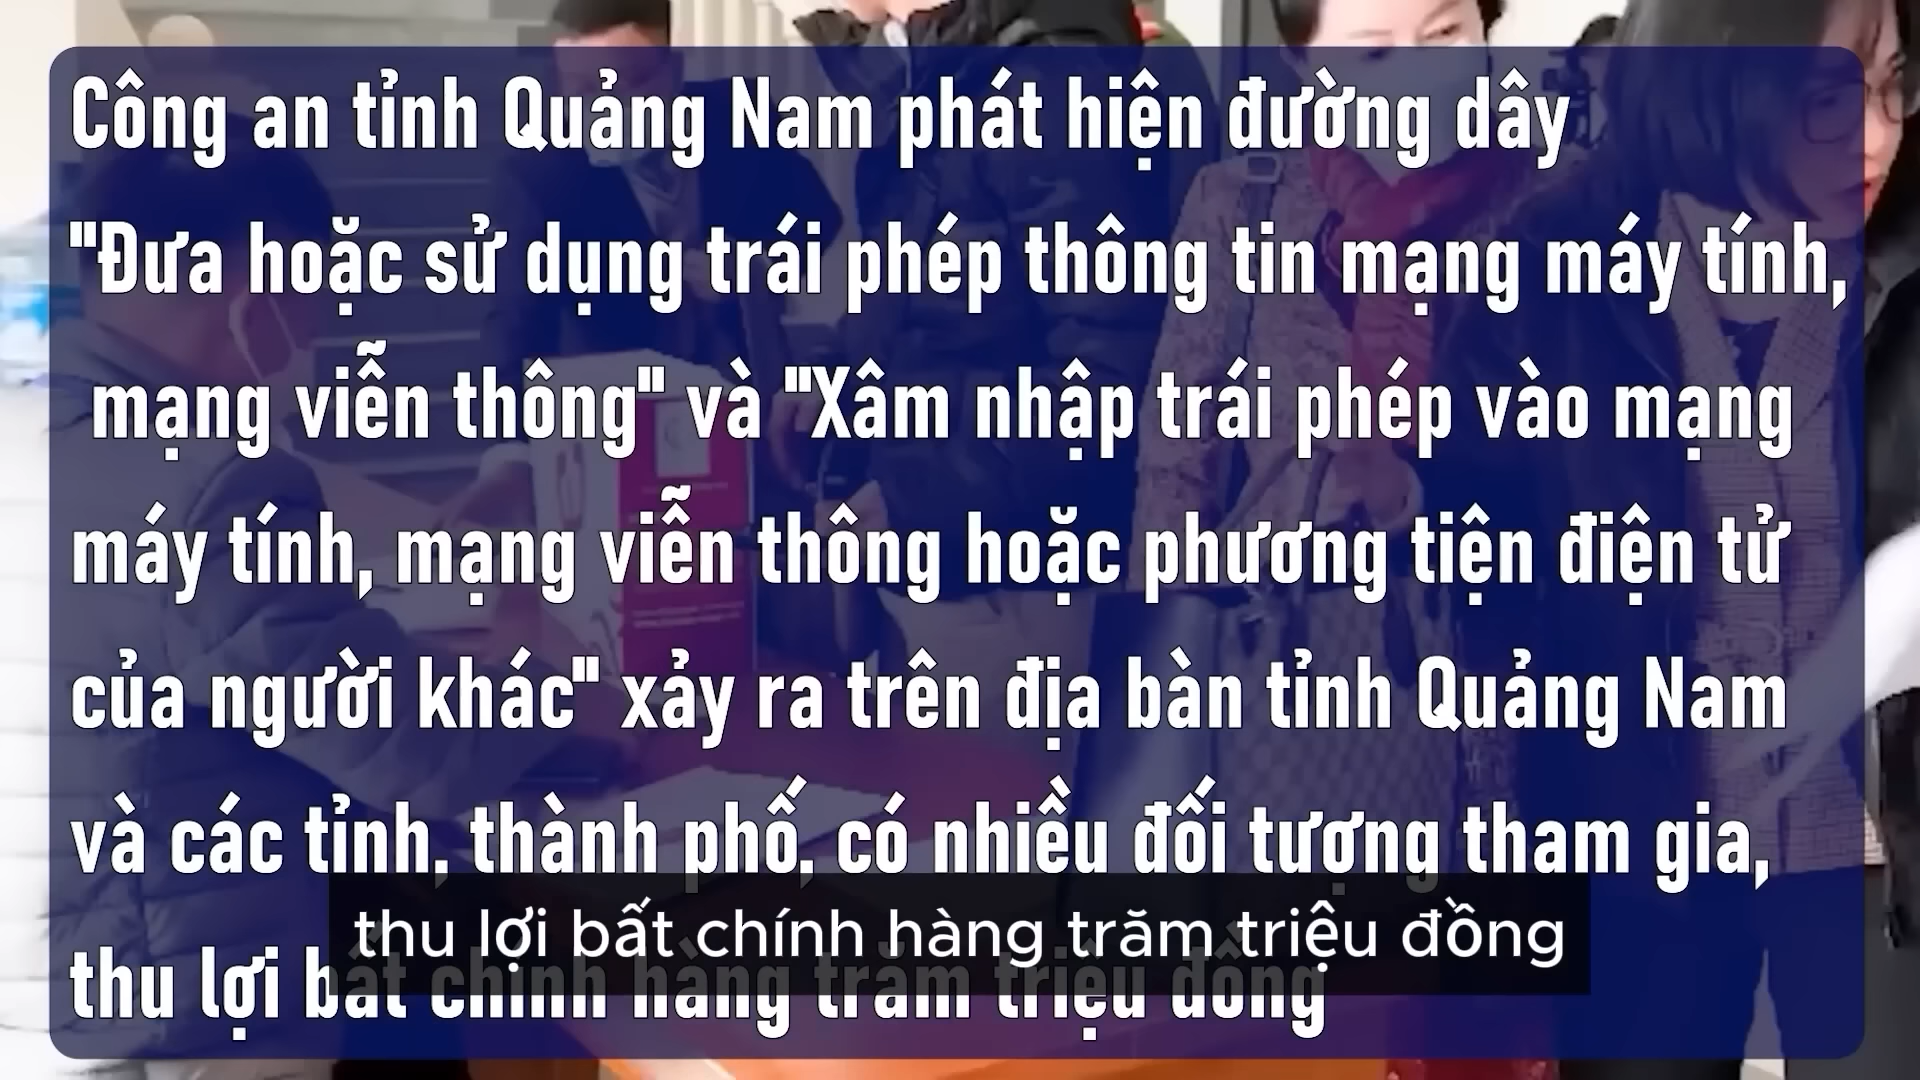 Công an tỉnh Quảng Nam phát hiện đường dây
"Đưa hoặc sử dụng trái phép thông tin mạng máy tính,
mạng viễn thông" và "Xâm nhập trái phép vào mạng
máy tính, mạng viễn thông hoặc phương tiện điện tử
của người khác" xảy ra trên địa bàn tỉnh Quảng Nam
và các tỉnh, thành phố, có nhiều đối tượng tham gia,
thu lợi bất chính hàng trăm triệu đồng
thu lợi bất chính hàng trăm triệu đồng